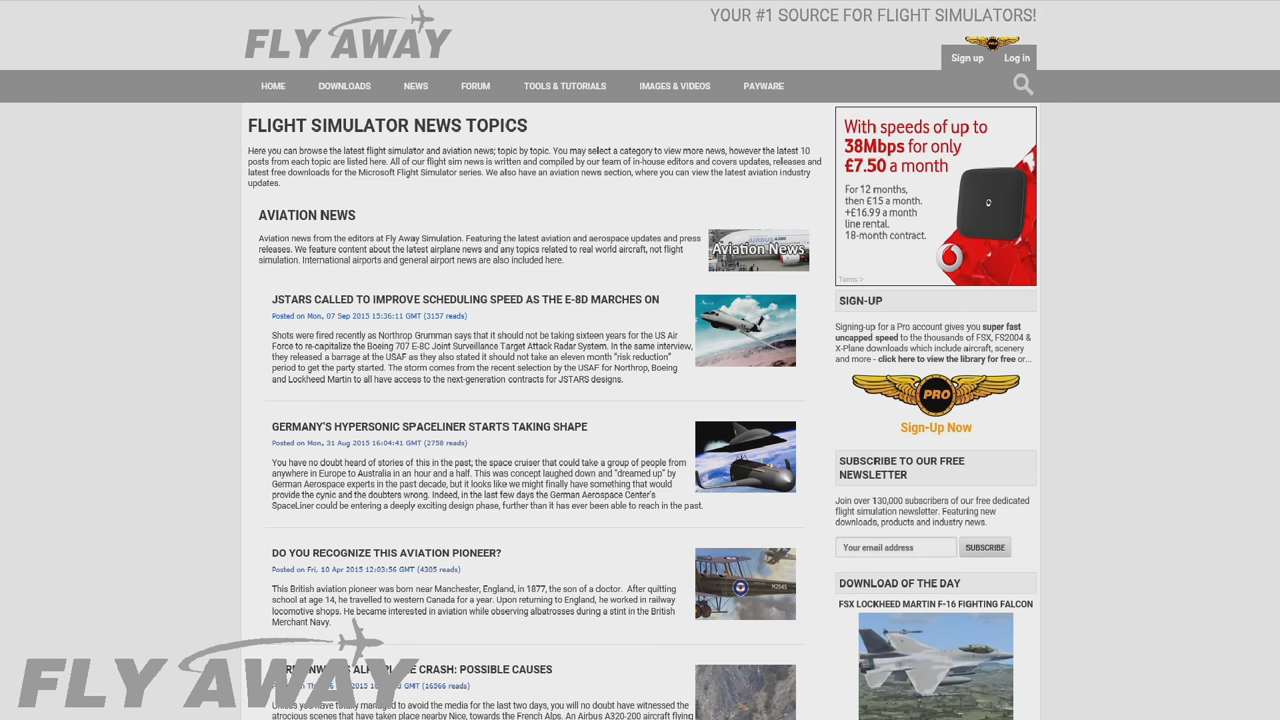 FLY AWAY
YOUR #1 SOURCE FOR FLIGHT SIMULATORS!
PRO
Sign up
Log in
HOME
DOWNLOADS
NEWS
FORUM
TOOLS & TUTORIALS
IMAGES & VIDEOS
PAYWARE
FLIGHT SIMULATOR NEWS TOPICS
Here you can browse the latest flight simulator and aviation news; topic by topic. You may select a category to view more news, however the latest 10
posts from each topic are listed here. All of our flight sim news is written and compiled by our team of in-house editors and covers updates, releases and
latest free downloads for the Microsoft Flight Simulator series. We also have an aviation news section, where you can view the latest aviation industry
updates.
AVIATION NEWS
Aviation news from the editors at Fly Away Simulation. Featuring the latest aviation and aerospace updates and press
releases. We feature content about the latest airplane news and any topics related to real world aircraft, not flight
simulation. International airports and general airport news are also included here.
AIRBUS A380
Aviation News
JSTARS CALLED TO IMPROVE SCHEDULING SPEED AS THE E-8D MARCHES ON
Posted on Mon, 07 Sep 2015 15:36:11 GMT (3157 reads)
Shots were fired recently as Northrop Grumman says that it should not be taking sixteen years for the US Air
Force to re-capitalize the Boeing 707 E-8C Joint Surveillance Target Attack Radar System. In the same interview,
they released a barrage at the USAF as they also stated it should not take an eleven month "risk reduction"
period to get the party started. The storm comes from the recent selection by the USAF for Northrop, Boeing
and Lockheed Martin to all have access to the next-generation contracts for JSTARS designs.
GERMANY'S HYPERSONIC SPACELINER STARTS TAKING SHAPE
Posted on Mon, 31 Aug 2015 16:04:41 GMT (2758 reads)
You have no doubt heard of stories of this in the past; the space cruiser that could take a group of people from
anywhere in Europe to Australia in an hour and a half. This was concept laughed down and "dreamed up" by
German Aerospace experts in the past decade, but it looks like we might finally have something that would
provide the cynic and the doubters wrong. Indeed, in the last few days the German Aerospace Center's
SpaceLiner could be entering a deeply exciting design phase, further than it has ever been able to reach in the past.
DO YOU RECOGNIZE THIS AVIATION PIONEER?
Posted on Fri, 10 Apr 2015 12:03:56 GMT (4305 reads)
This British aviation pioneer was born near Manchester, England, in 1877, the son of a doctor. After quitting
school at age 14, he travelled to western Canada for a year. Upon returning to England, he worked in railway
locomotive shops. He became interested in aviation while observing albatrosses during a stint in the British
Merchant Navy.
CRASH: POSSIBLE CAUSES
2015
GMT (16566 reads)
you have totally managed to avoid the media for the last two days, you will no doubt have witnessed the
atrocious scenes that have taken place nearby Nice, towards the French Alps. An Airbus A320-200 aircraft flying
FLY AWAY
With speeds of up to
38Mbps for only
£7.50 a month
For 12 months,
then £15 a month.
+£16.99 a month
line rental.
18-month contract.
Terms >
SIGN-UP
Signing-up for a Pro account gives you super fast
uncapped speed to the thousands of FSX, FS2004 &
X-Plane downloads which include aircraft, scenery
and more - click here to view the library for free or...
PRO
Sign-Up Now
SUBSCRIBE TO OUR FREE
NEWSLETTER
Join over 130,000 subscribers of our free dedicated
flight simulation newsletter. Featuring new
downloads, products and industry news.
Your email address
SUBSCRIBE
DOWNLOAD OF THE DAY
FSX LOCKHEED MARTIN F-16 FIGHTING FALCON